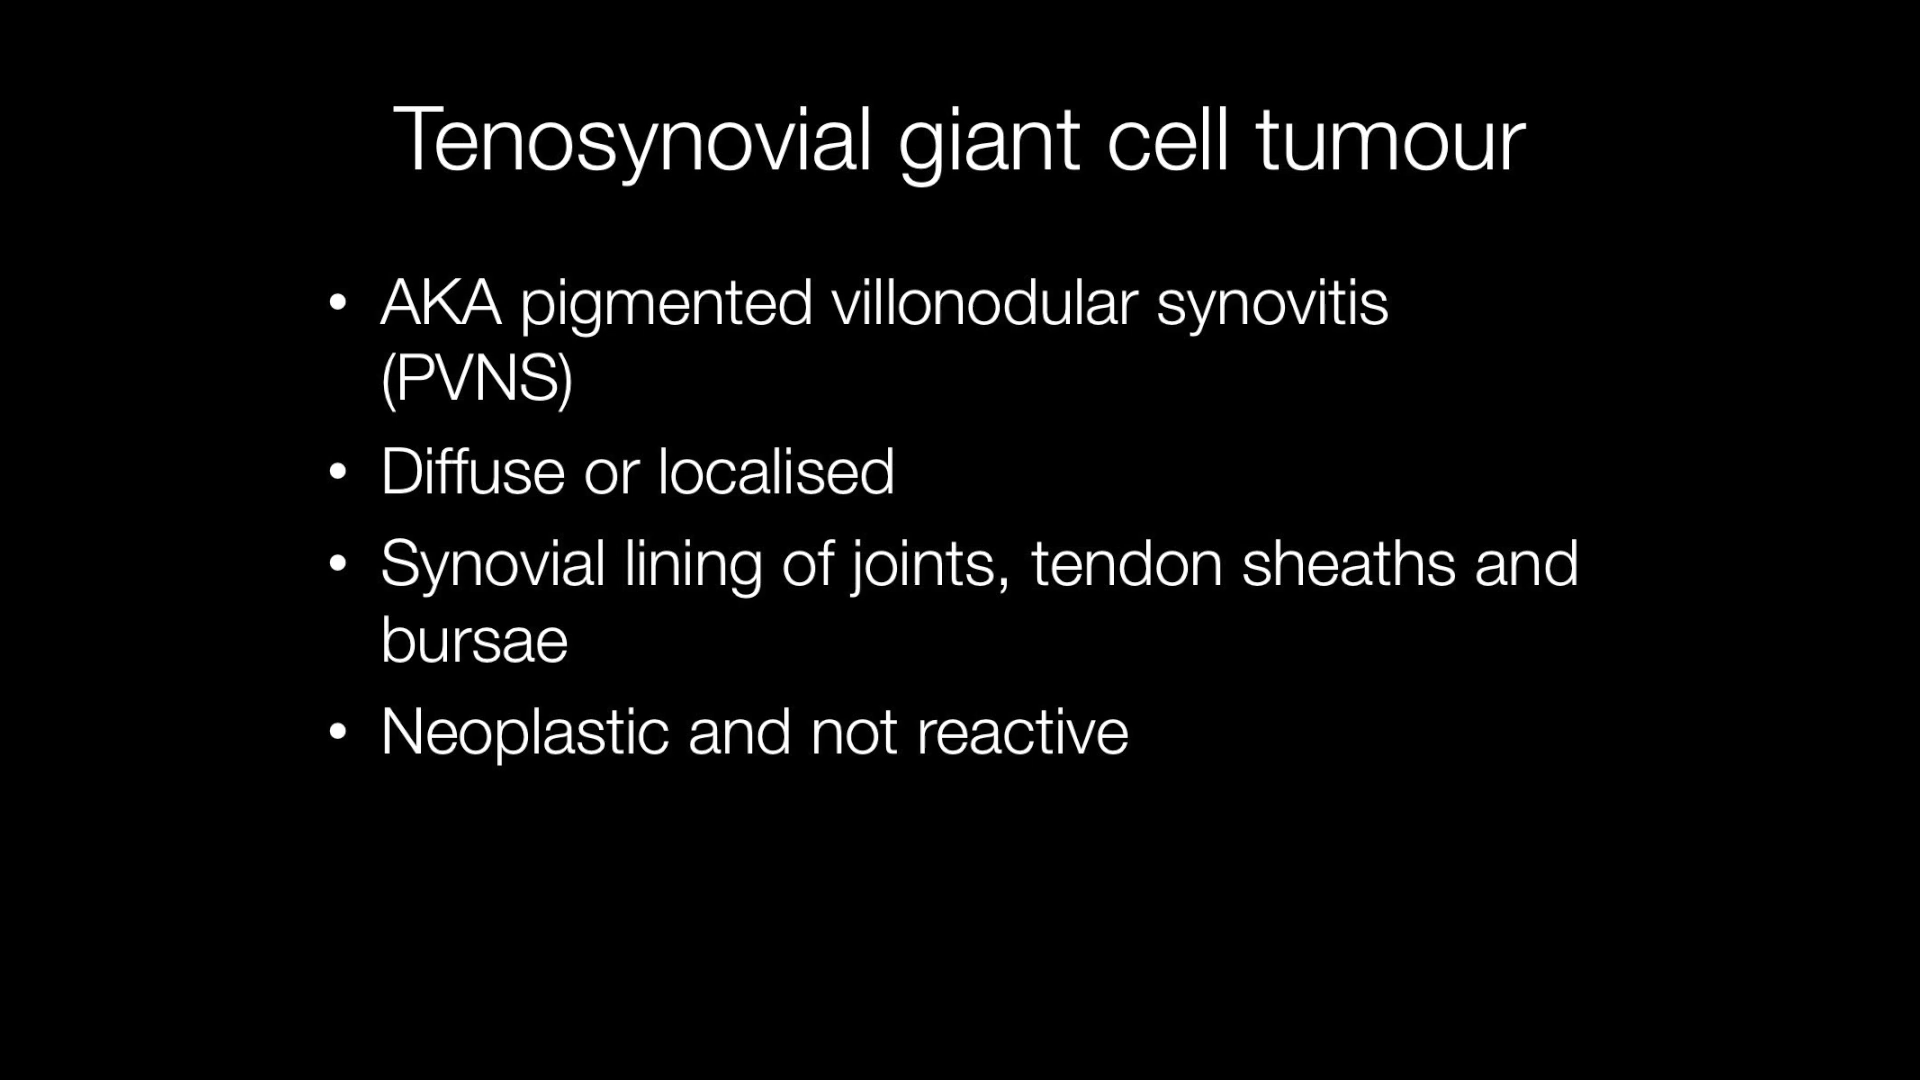 Tenosynovial giant cell tumour
• AKA pigmented villonodular synovitis
(PVNS)
• Diffuse or localised
• Synovial lining of joints, tendon sheaths and
bursae
• Neoplastic and not reactive